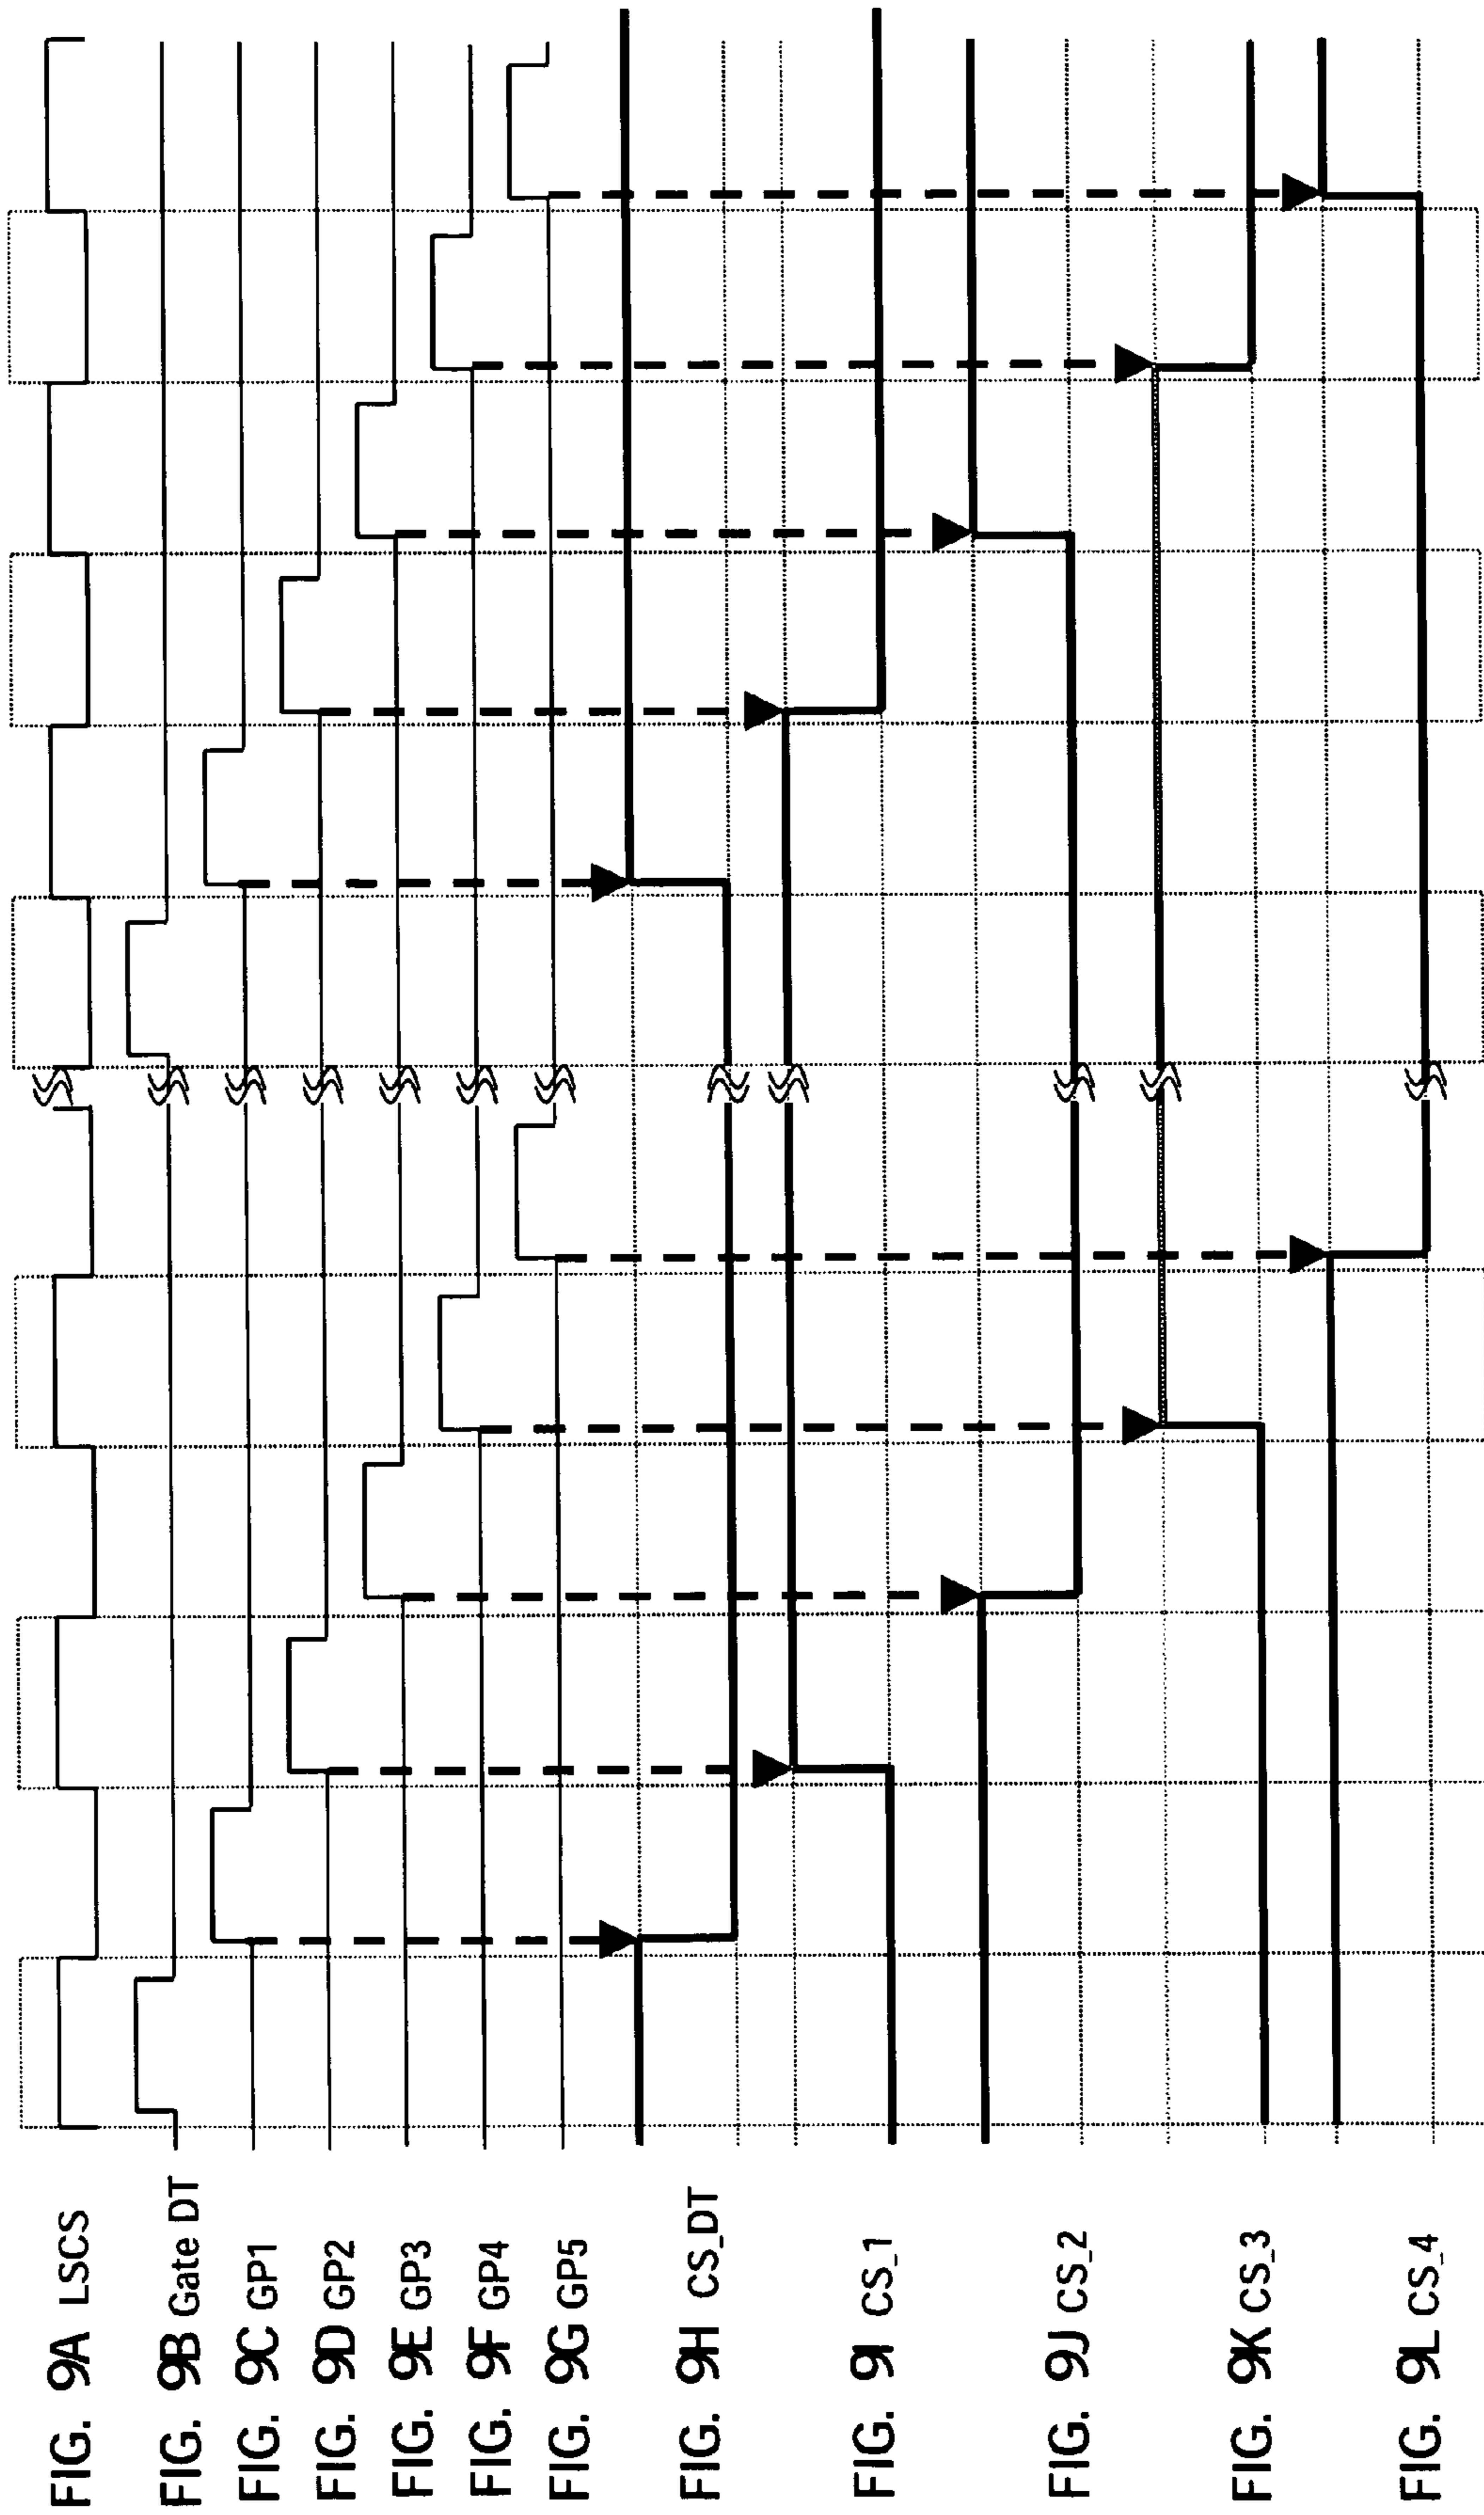 FIG. 9A LSCS
FIG. 9B Gate DT
FIG. 9C GP1
FIG. 9D GP2
FIG. 9E GP3
FIG. 9F GP4
FIG. 9G GP5
FIG. 9H CS_DT
FIG. 9I CS_1
FIG. 9J CS_2
FIG. 9K CS_3
FIG. 9L CS_4